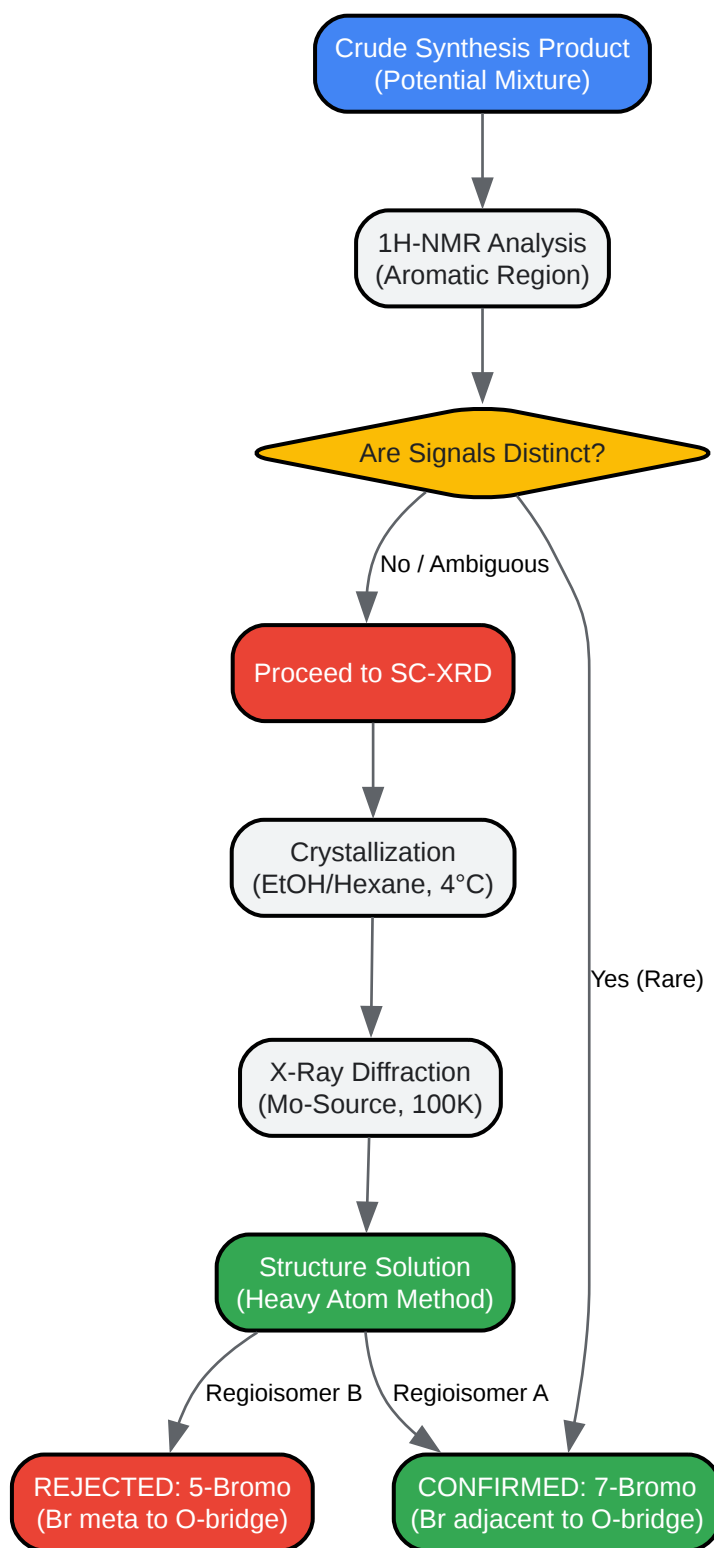 Crude Synthesis Product
(Potential Mixture)
1H-NMR Analysis
(Aromatic Region)
Are Signals Distinct?
No / Ambiguous
Proceed to SC-XRD
Crystallization
(EtOH/Hexane, 4°C)
Yes (Rare)
X-Ray Diffraction
(Mo-Source, 100K)
Structure Solution
(Heavy Atom Method)
Regioisomer B
Regioisomer A
REJECTED: 5-Bromo
(Br meta to O-bridge)
CONFIRMED: 7-Bromo
(Br adjacent to O-bridge)